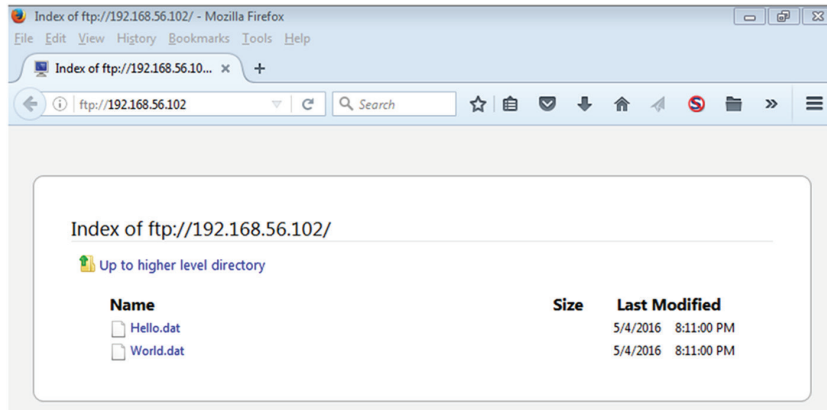 Index of ftp://192.168.56.102/ - Mozilla Firefox
File Edit View History Bookmarks Tools Help
Index of ftp://192.168.56.10... × +
ftp://192.168.56.102 Search
Index of ftp://192.168.56.102/
Up to higher level directory
Name Size Last Modified
Hello.dat 5/4/2016 8:11:00 PM
World.dat 5/4/2016 8:11:00 PM